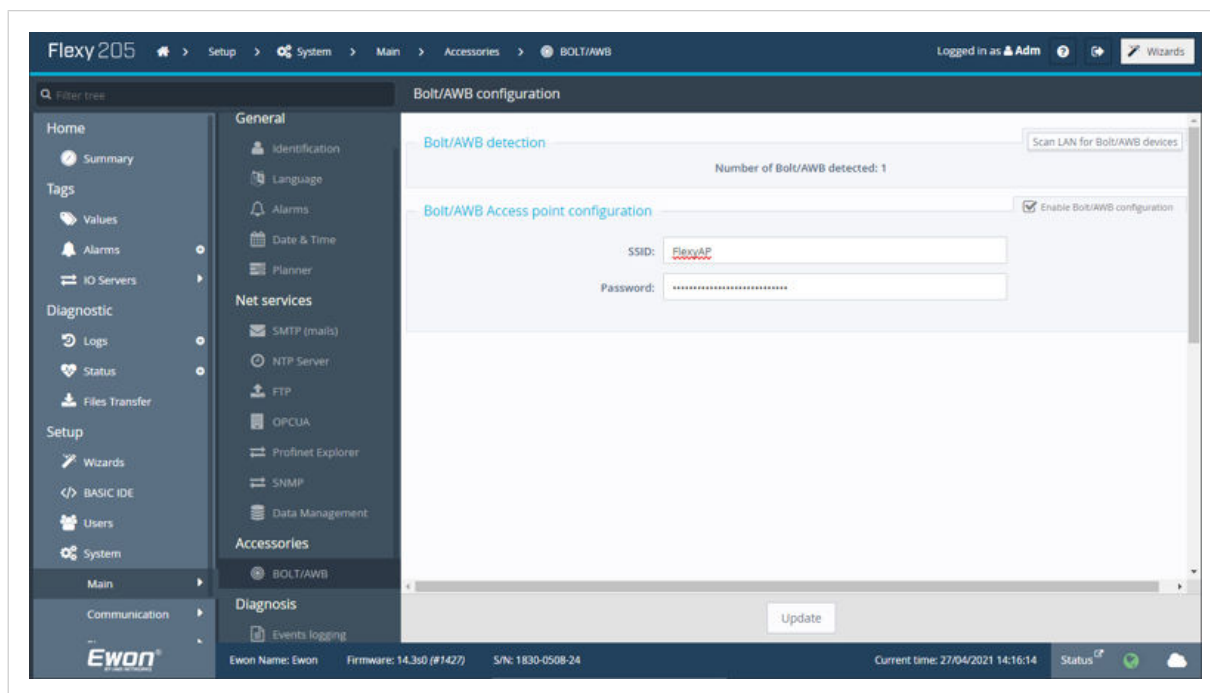 Flexy 205 > Setup > System > Main > Accessories > BOLT/AWB Logged in as Adm Wizards
Filter tree
Bolt/AWB configuration
Home
Summary
Tags
Values
Alarms
IO Servers
Diagnostic
Logs
Status
Files Transfer
Setup
Wizards
BASIC IDE
Users
System
Main
Communication
Ewon®
General
Identification
Language
Alarms
Date & Time
Planner
Net services
SMTP (mails)
NTP Server
FTP
OPCUA
Profinet Explorer
SNMP
Data Management
Accessories
BOLT/AWB
Diagnosis
Events logging
Bolt/AWB detection
Scan LAN for Bolt/AWB devices
Number of Bolt/AWB detected: 1
Bolt/AWB Access point configuration
Enable Bolt/AWB configuration
SSID: FlexyAP
Password:
Update
Ewon Name: Ewon Firmware: 14.3s0 (#1427) S/N: 1830-0508-24 Current time: 27/04/2021 14:16:14 Status